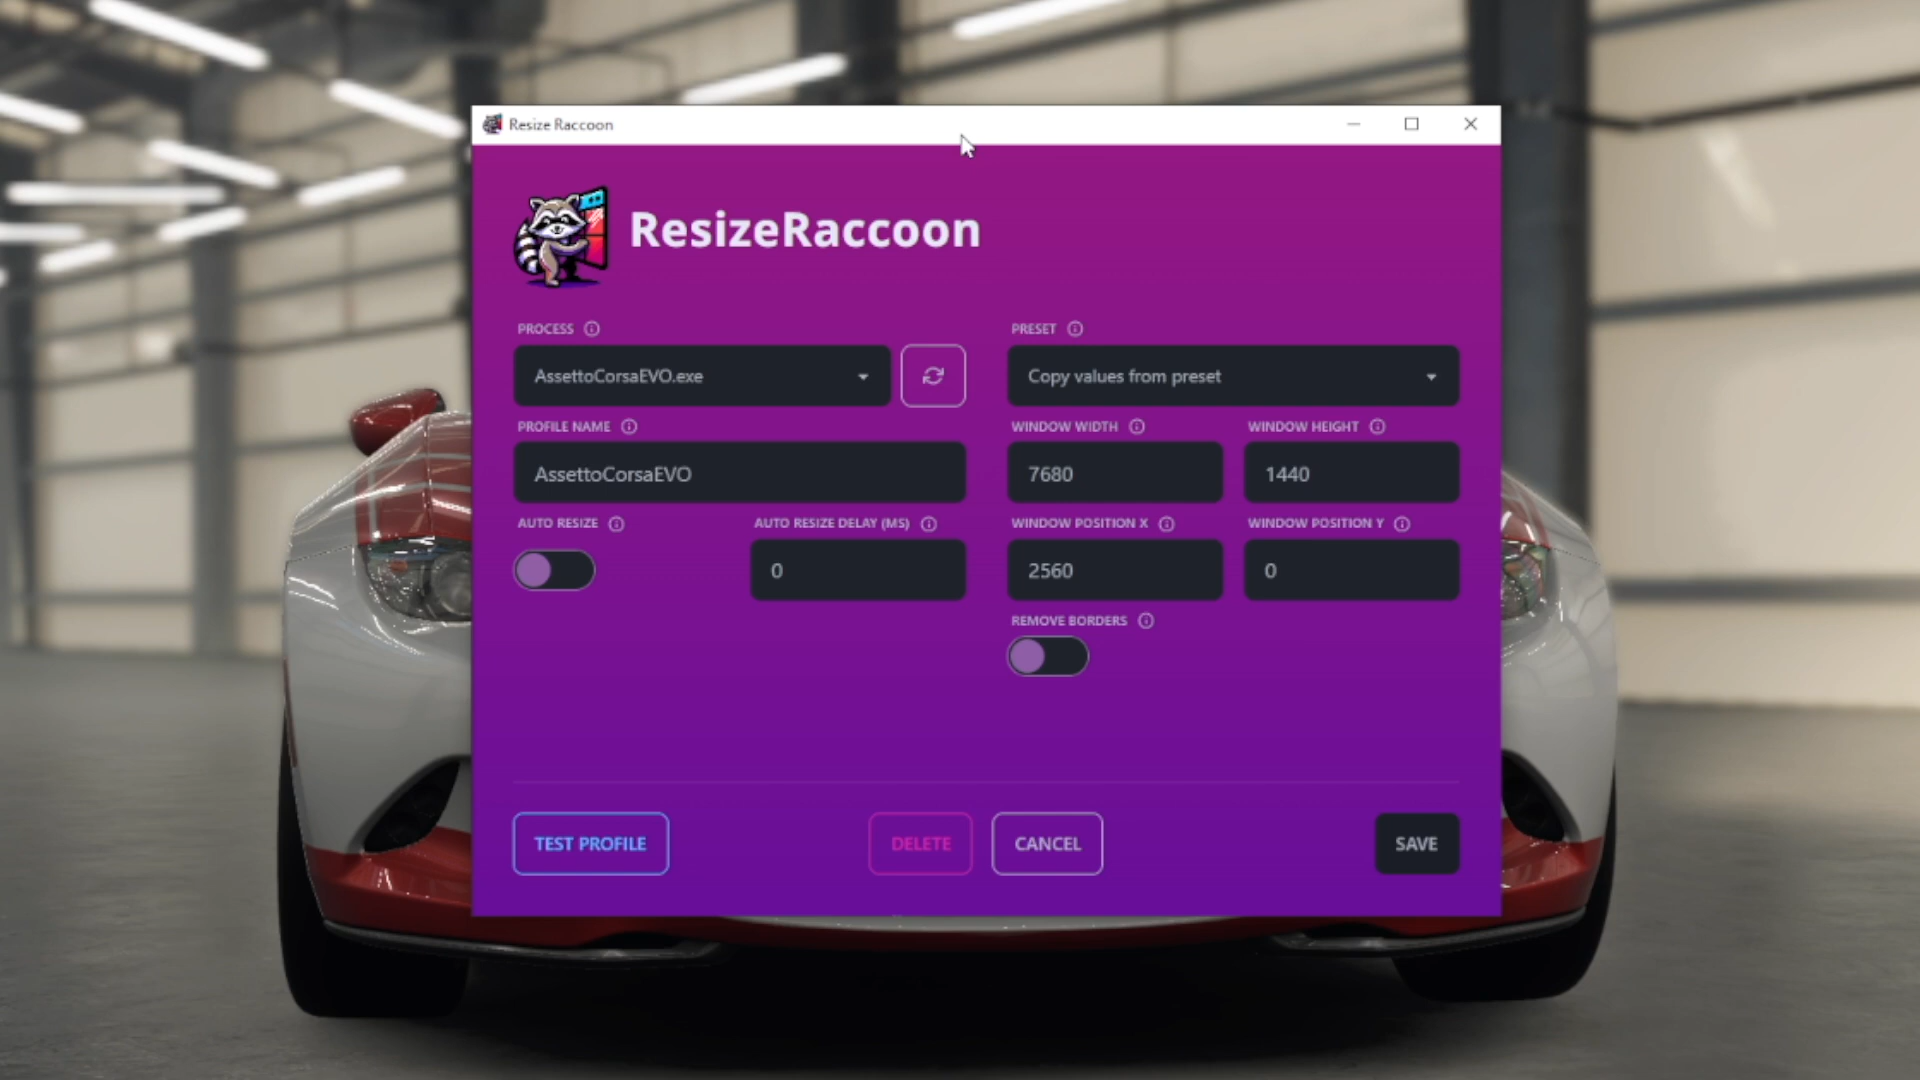 Resize Raccoon
ResizeRaccoon
PROCESS
PRESET
AssettoCorsaEVO.exe
Copy values from preset
PROFILE NAME
WINDOW WIDTH
WINDOW HEIGHT
AssettoCorsaEVO
7680
1440
AUTO RESIZE
AUTO RESIZE DELAY (MS)
WINDOW POSITION X
WINDOW POSITION Y
0
2560
0
REMOVE BORDERS
TEST PROFILE
DELETE
CANCEL
SAVE